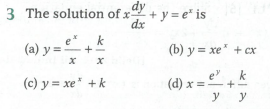 3 The solution of x dy/dx + y = e^x is
(a) y = e^x/x + k/x (b) y = xe^x + cx
(c) y = xe^x + k (d) x = e^y/y + k/y